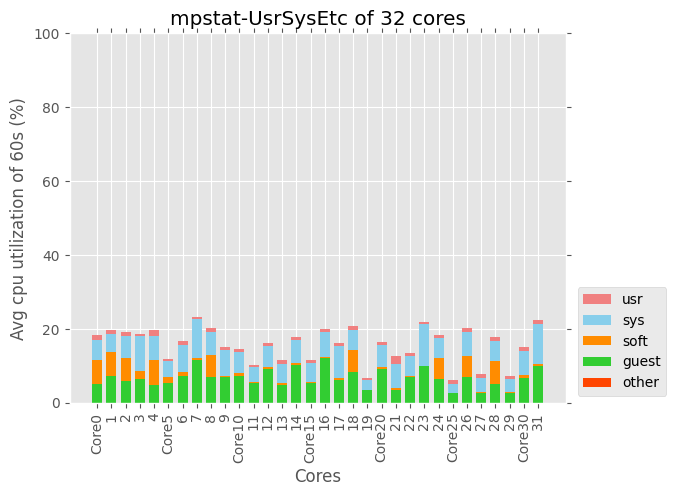 mpstat-UsrSysEtc of 32 cores
Avg cpu utilization of 60s (%)
100
80
60
40
20
0
Core0
1
2
3
4
Core5
6
7
8
9
Core10
11
12
13
14
Core15
16
17
18
19
Core20
21
22
23
24
Core25
26
27
28
29
Core30
31
Cores
usr
sys
soft
guest
other